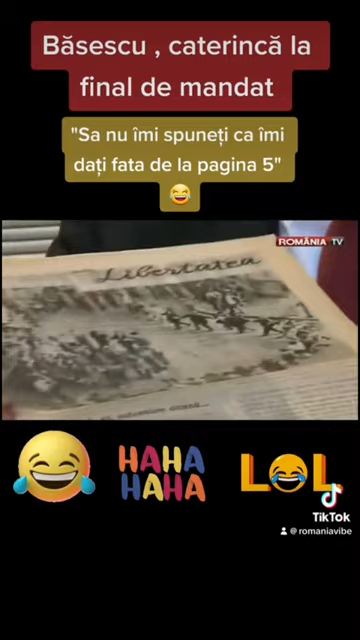 Băsescu , caterincă la
final de mandat
"Sa nu îmi spuneți ca îmi
dați fata de la pagina 5"
😂
ROMÂNIA TV
Libertatea
HAHA
HAHA
LOL
TikTok
@ romaniavibe